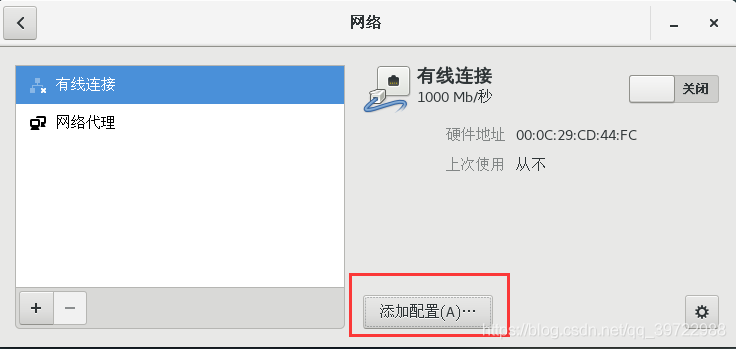 网络
有线连接
网络代理
有线连接
1000 Mb/秒
关闭
硬件地址 00:0C:29:CD:44:FC
上次使用 从不
添加配置(A)…
https://blog.csdn.net/qq_39722983